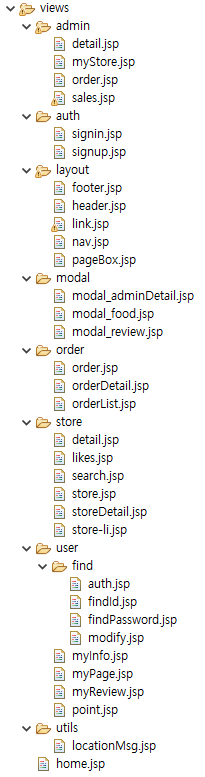 views
admin
detail.jsp
myStore.jsp
order.jsp
sales.jsp
auth
signin.jsp
signup.jsp
layout
footer.jsp
header.jsp
link.jsp
nav.jsp
pageBox.jsp
modal
modal_adminDetail.jsp
modal_food.jsp
modal_review.jsp
order
order.jsp
orderDetail.jsp
orderList.jsp
store
detail.jsp
likes.jsp
search.jsp
store.jsp
storeDetail.jsp
store-li.jsp
user
find
auth.jsp
findId.jsp
findPassword.jsp
modify.jsp
myInfo.jsp
myPage.jsp
myReview.jsp
point.jsp
utils
locationMsg.jsp
home.jsp